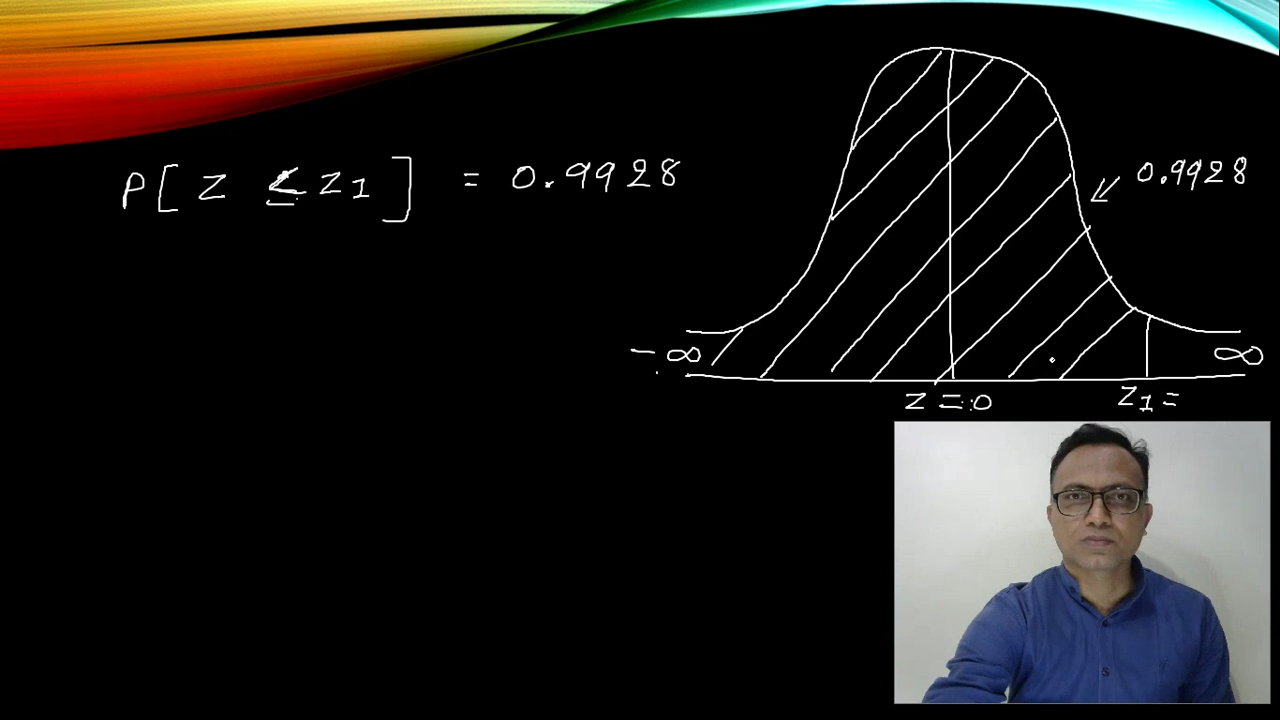 P[Z ≤ Z1] = 0.9928
0.9928
-∞
∞
Z = 0
Z1 =